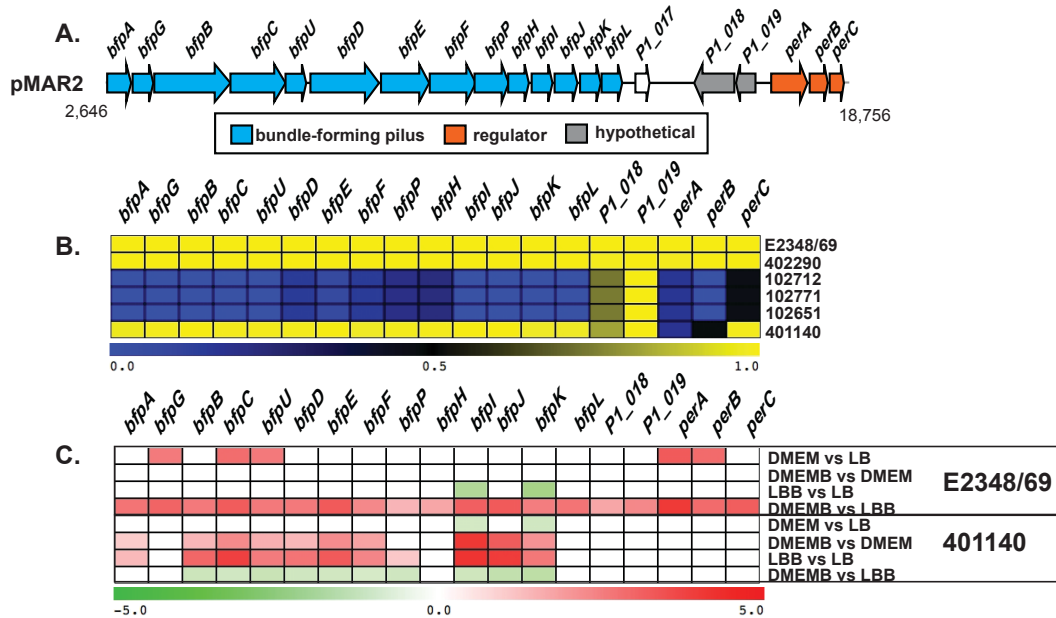 A.
bfpA bfpG bfpB bfpC bfpU bfpD bfpE bfpF bfpP bfpH bfpI bfpJ bfpK bfpL P1_017 P1_018 P1_019 perA perB perC
pMAR2
2,646 18,756
bundle-forming pilus regulator hypothetical
bfpA bfpG bfpB bfpC bfpU bfpD bfpE bfpF bfpP bfpH bfpI bfpJ bfpK bfpL P1_018 P1_019 perA perB perC
B.
E2348/69
402290
102712
102771
102651
401140
0.0 0.5 1.0
bfpA bfpG bfpB bfpC bfpU bfpD bfpE bfpF bfpP bfpH bfpI bfpJ bfpK bfpL P1_018 P1_019 perA perB perC
C.
DMEM vs LB
DMEMB vs DMEM E2348/69
LBB vs LB
DMEMB vs LBB
DMEM vs LB
DMEMB vs DMEM 401140
LBB vs LB
DMEMB vs LBB
-5.0 0.0 5.0